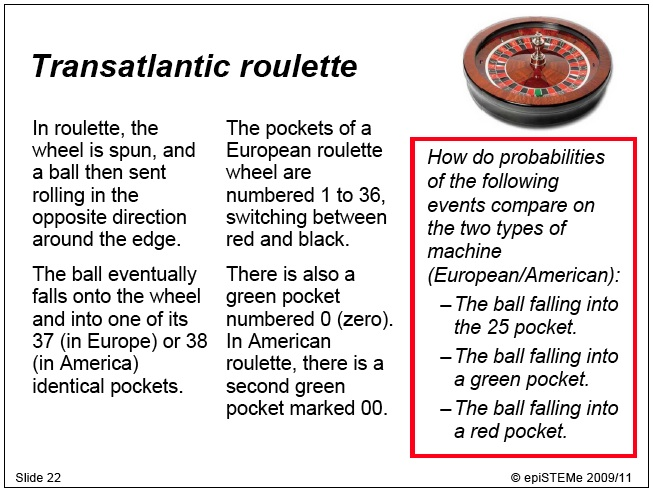 Transatlantic roulette
In roulette, the
wheel is spun, and
a ball then sent
rolling in the
opposite direction
around the edge.
The ball eventually
falls onto the wheel
and into one of its
37 (in Europe) or 38
(in America)
identical pockets.
The pockets of a
European roulette
wheel are
numbered 1 to 36,
switching between
red and black.
There is also a
green pocket
numbered 0 (zero).
In American
roulette, there is a
second green
pocket marked 00.
How do probabilities
of the following
events compare on
the two types of
machine
(European/American):
– The ball falling into
the 25 pocket.
– The ball falling into
a green pocket.
– The ball falling into
a red pocket.
Slide 22
© epiSTEMe 2009/11